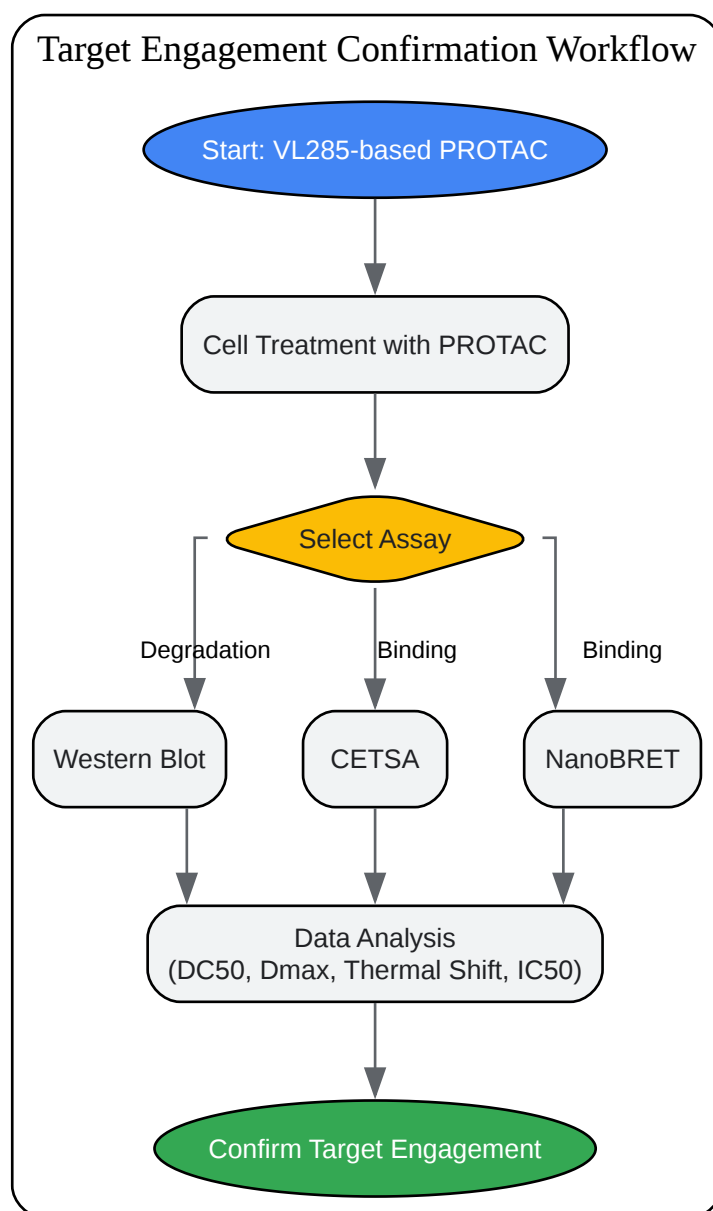 Target Engagement Confirmation Workflow
Start: VL285-based PROTAC
Cell Treatment with PROTAC
Select Assay
Degradation
Binding
Binding
Western Blot
CETSA
NanoBRET
Data Analysis
(DC50, Dmax, Thermal Shift, IC50)
Confirm Target Engagement